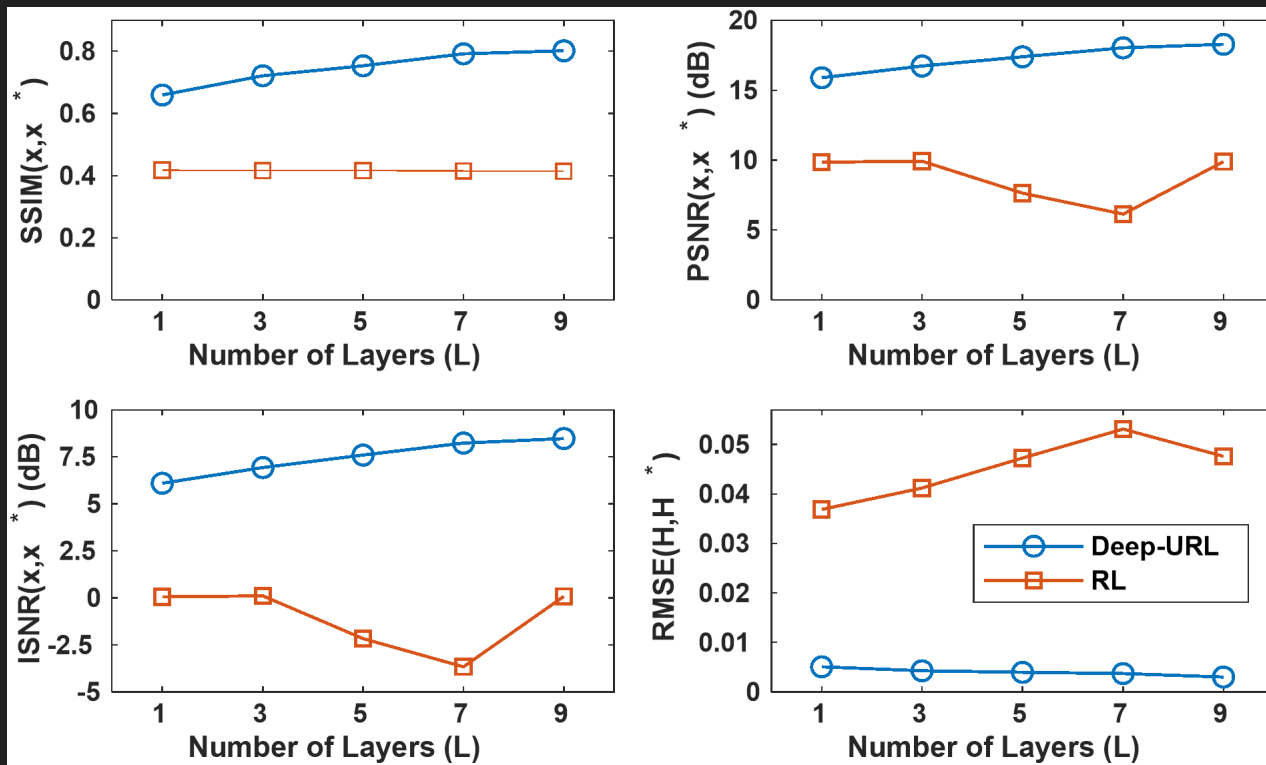 SSIM(x,x*)
0.8
0.6
0.4
0.2
0
1 3 5 7 9
Number of Layers (L)
PSNR(x,x*) (dB)
20
15
10
5
0
1 3 5 7 9
Number of Layers (L)
ISNR(x,x*) (dB)
10
7.5
5
2.5
0
-2.5
-5
1 3 5 7 9
Number of Layers (L)
RMSE(H,H*)
0.05
0.04
0.03
0.02
0.01
0
Deep-URL
RL
1 3 5 7 9
Number of Layers (L)